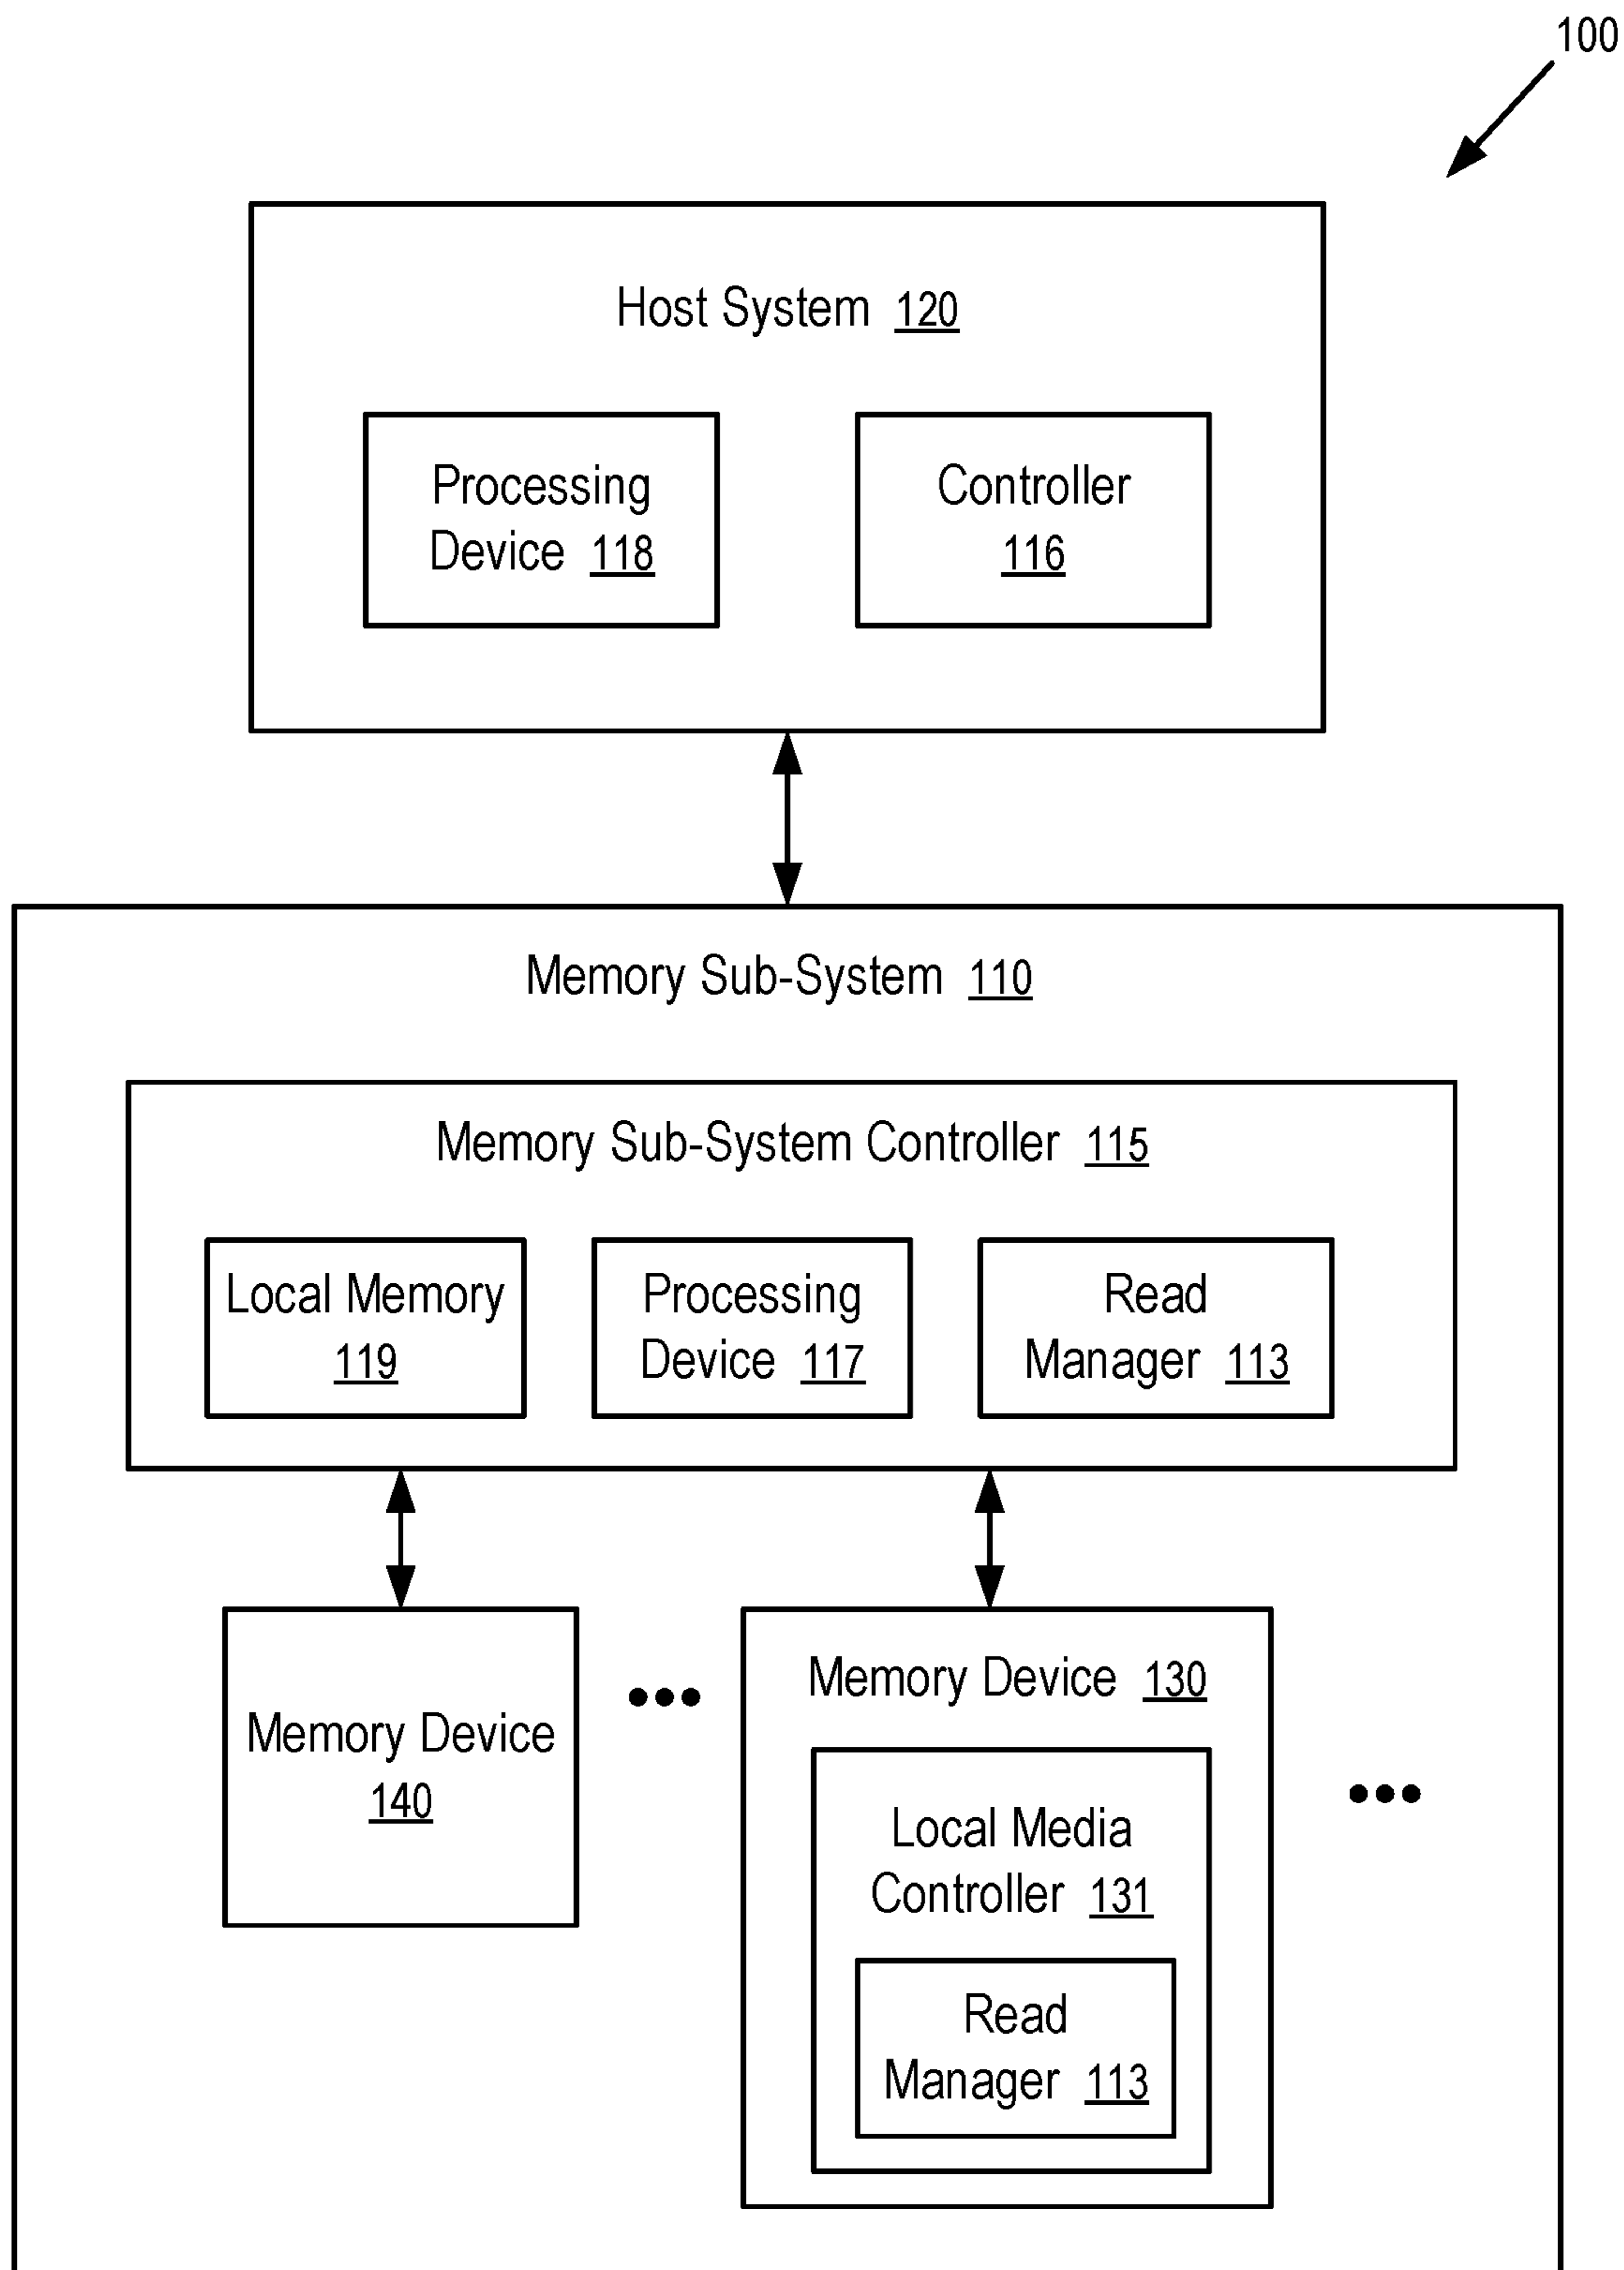 100
Host System 120
Processing
Device 118
Controller
116
Memory Sub-System 110
Memory Sub-System Controller 115
Local Memory
119
Processing
Device 117
Read
Manager 113
Memory Device
140
Memory Device 130
Local Media
Controller 131
Read
Manager 113